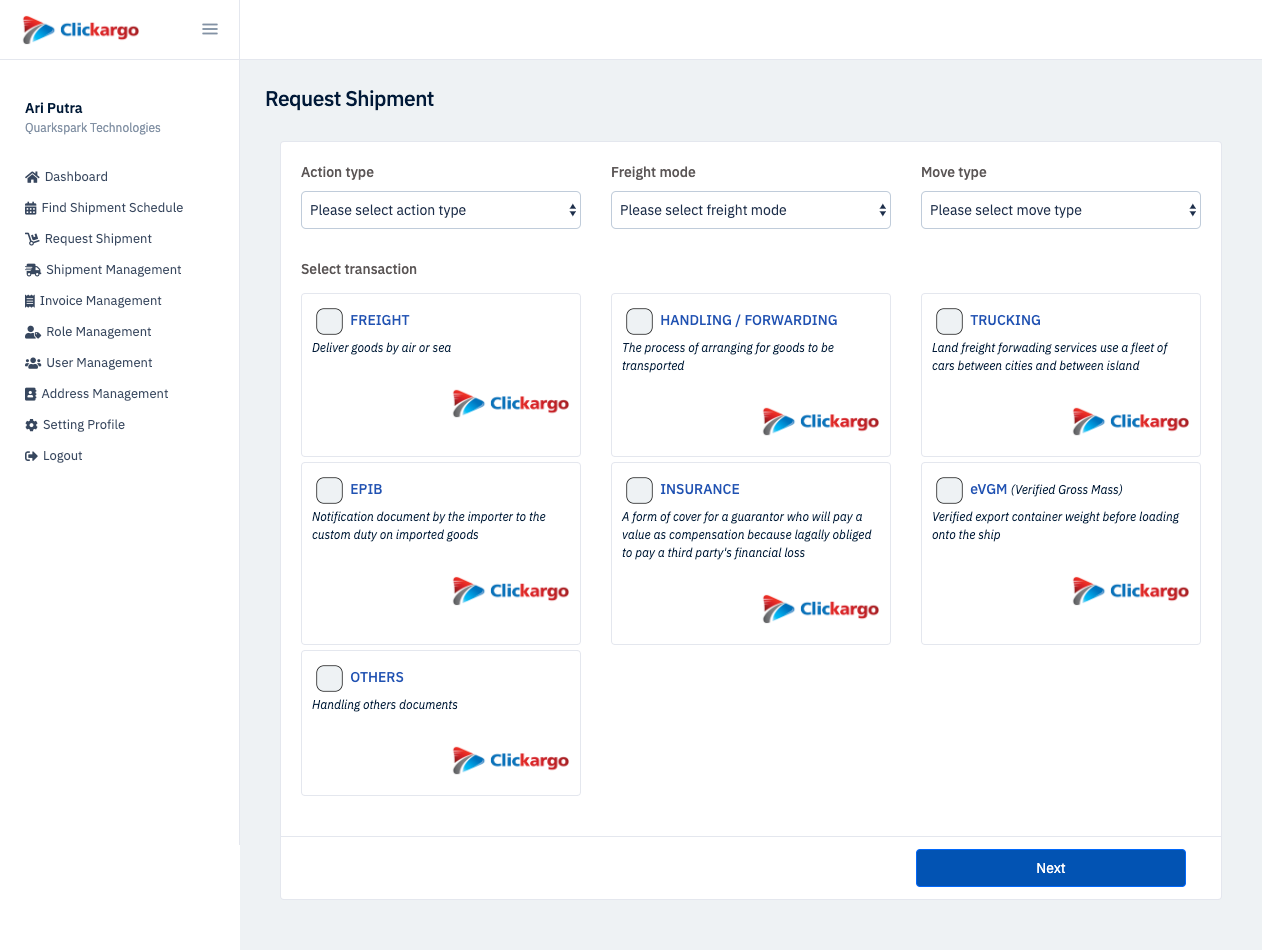 Clickargo
Ari Putra
Quarkspark Technologies
Dashboard
Find Shipment Schedule
Request Shipment
Shipment Management
Invoice Management
Role Management
User Management
Address Management
Setting Profile
Logout
Request Shipment
Action type
Please select action type
Freight mode
Please select freight mode
Move type
Please select move type
Select transaction
FREIGHT
Deliver goods by air or sea
Clickargo
HANDLING / FORWARDING
The process of arranging for goods to be
transported
Clickargo
TRUCKING
Land freight forwading services use a fleet of
cars between cities and between island
Clickargo
EPIB
Notification document by the importer to the
custom duty on imported goods
Clickargo
INSURANCE
A form of cover for a guarantor who will pay a
value as compensation because lagally obliged
to pay a third party's financial loss
Clickargo
eVGM (Verified Gross Mass)
Verified export container weight before loading
onto the ship
Clickargo
OTHERS
Handling others documents
Clickargo
Next